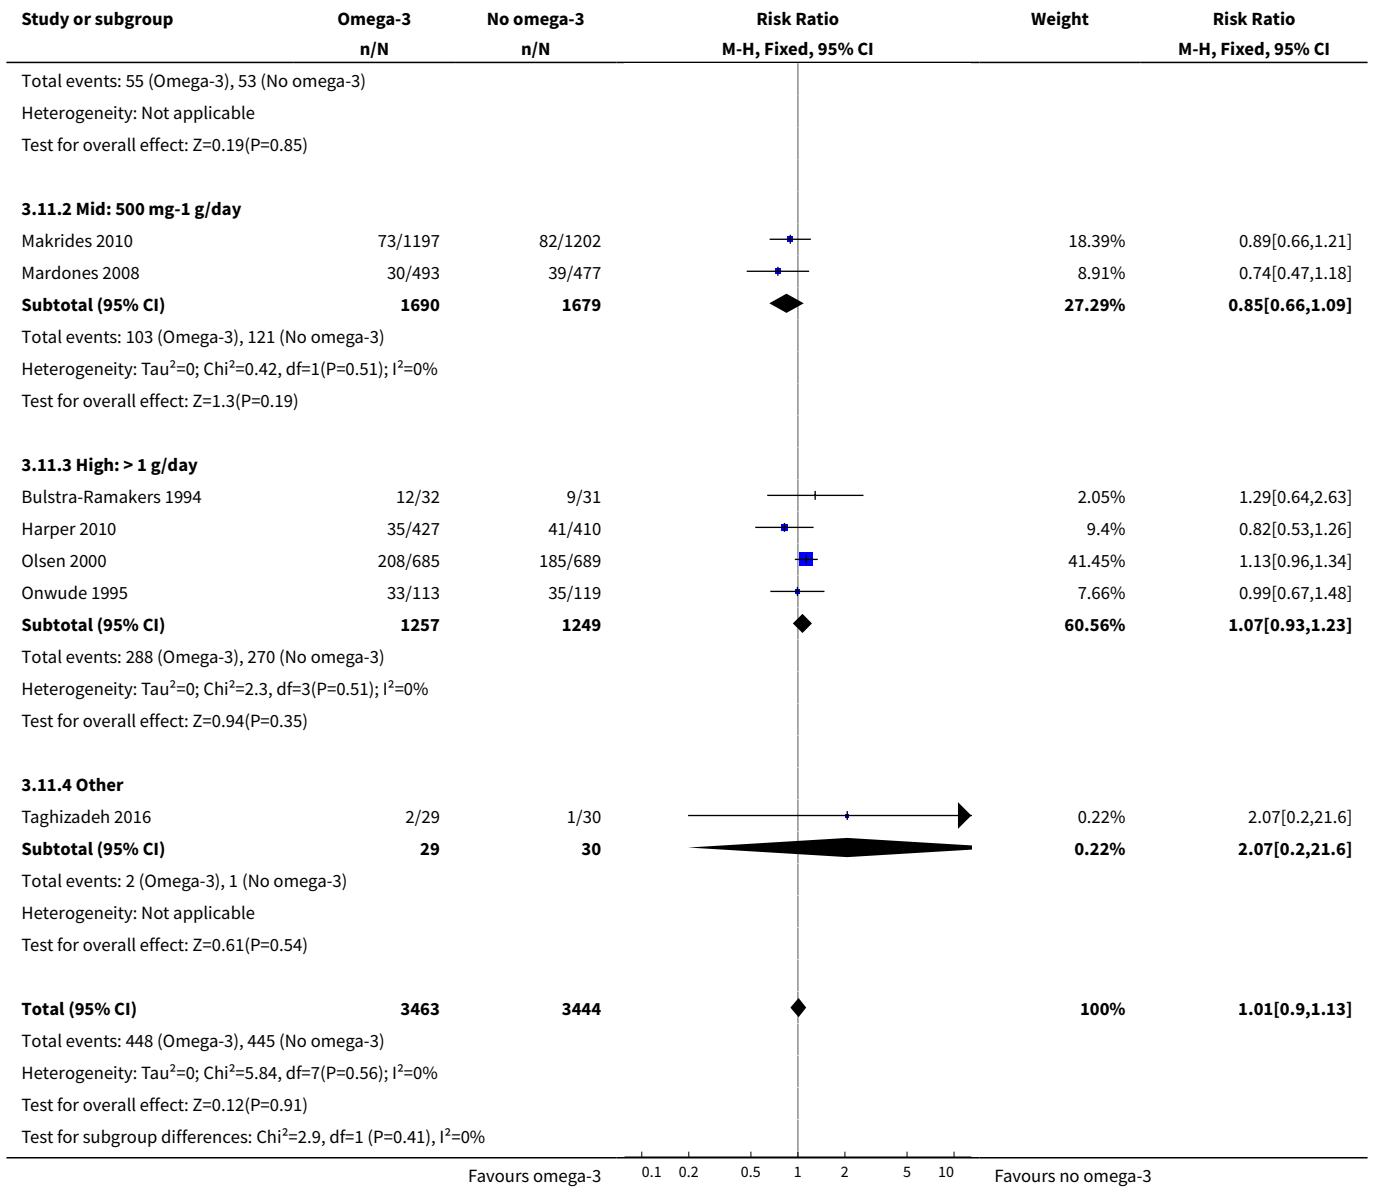 Study or subgroup Omega-3 No omega-3 Risk Ratio Weight Risk Ratio
n/N n/N M-H, Fixed, 95% CI M-H, Fixed, 95% CI
Total events: 55 (Omega-3), 53 (No omega-3)
Heterogeneity: Not applicable
Test for overall effect: Z=0.19(P=0.85)
3.11.2 Mid: 500 mg-1 g/day
Makrides 2010 73/1197 82/1202 18.39% 0.89[0.66,1.21]
Mardones 2008 30/493 39/477 8.91% 0.74[0.47,1.18]
Subtotal (95% CI) 1690 1679 27.29% 0.85[0.66,1.09]
Total events: 103 (Omega-3), 121 (No omega-3)
Heterogeneity: Tau²=0; Chi²=0.42, df=1(P=0.51); I²=0%
Test for overall effect: Z=1.3(P=0.19)
3.11.3 High: > 1 g/day
Bulstra-Ramakers 1994 12/32 9/31 2.05% 1.29[0.64,2.63]
Harper 2010 35/427 41/410 9.4% 0.82[0.53,1.26]
Olsen 2000 208/685 185/689 41.45% 1.13[0.96,1.34]
Onwude 1995 33/113 35/119 7.66% 0.99[0.67,1.48]
Subtotal (95% CI) 1257 1249 60.56% 1.07[0.93,1.23]
Total events: 288 (Omega-3), 270 (No omega-3)
Heterogeneity: Tau²=0; Chi²=2.3, df=3(P=0.51); I²=0%
Test for overall effect: Z=0.94(P=0.35)
3.11.4 Other
Taghizadeh 2016 2/29 1/30 0.22% 2.07[0.2,21.6]
Subtotal (95% CI) 29 30 0.22% 2.07[0.2,21.6]
Total events: 2 (Omega-3), 1 (No omega-3)
Heterogeneity: Not applicable
Test for overall effect: Z=0.61(P=0.54)
Total (95% CI) 3463 3444 100% 1.01[0.9,1.13]
Total events: 448 (Omega-3), 445 (No omega-3)
Heterogeneity: Tau²=0; Chi²=5.84, df=7(P=0.56); I²=0%
Test for overall effect: Z=0.12(P=0.91)
Test for subgroup differences: Chi²=2.9, df=1 (P=0.41), I²=0%
Favours omega-3 0.1 0.2 0.5 1 2 5 10 Favours no omega-3